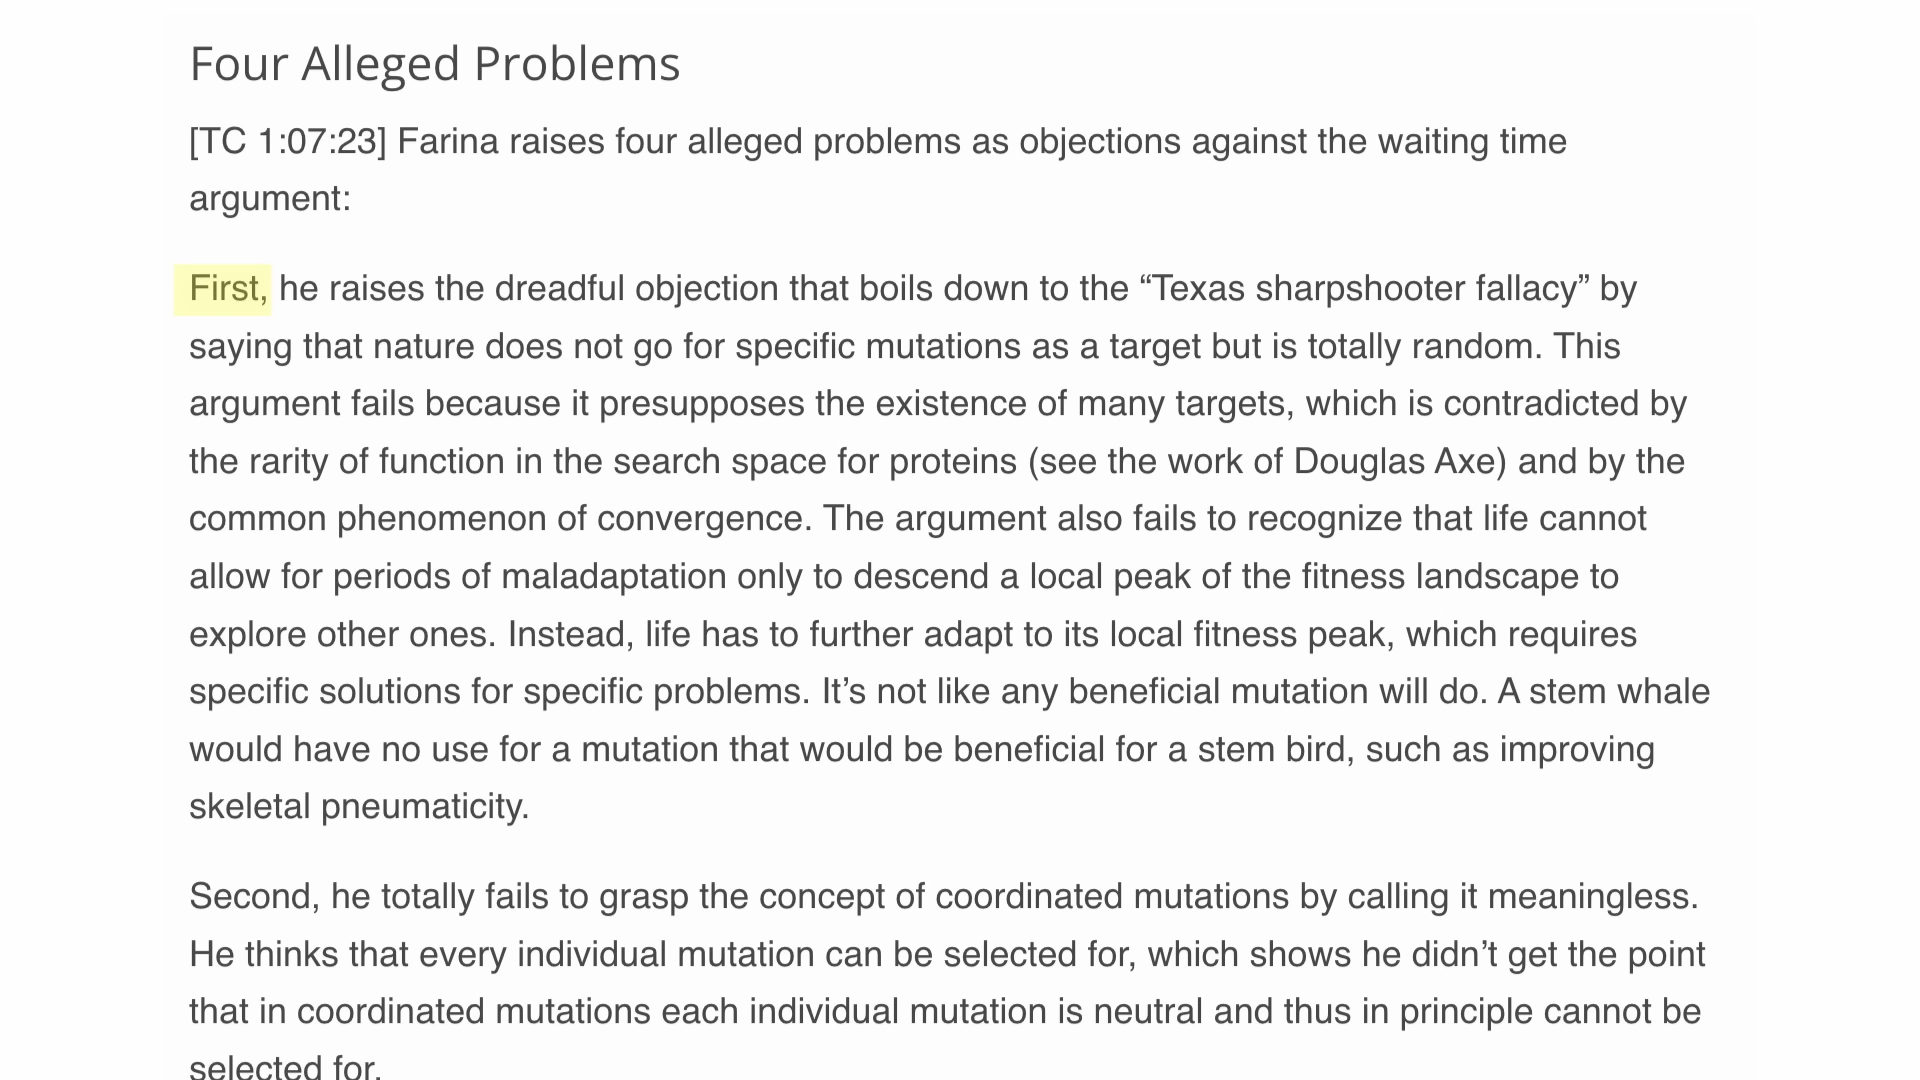 Four Alleged Problems
[TC 1:07:23] Farina raises four alleged problems as objections against the waiting time
argument:
First, he raises the dreadful objection that boils down to the “Texas sharpshooter fallacy” by
saying that nature does not go for specific mutations as a target but is totally random. This
argument fails because it presupposes the existence of many targets, which is contradicted by
the rarity of function in the search space for proteins (see the work of Douglas Axe) and by the
common phenomenon of convergence. The argument also fails to recognize that life cannot
allow for periods of maladaptation only to descend a local peak of the fitness landscape to
explore other ones. Instead, life has to further adapt to its local fitness peak, which requires
specific solutions for specific problems. It’s not like any beneficial mutation will do. A stem whale
would have no use for a mutation that would be beneficial for a stem bird, such as improving
skeletal pneumaticity.
Second, he totally fails to grasp the concept of coordinated mutations by calling it meaningless.
He thinks that every individual mutation can be selected for, which shows he didn’t get the point
that in coordinated mutations each individual mutation is neutral and thus in principle cannot be
selected for.